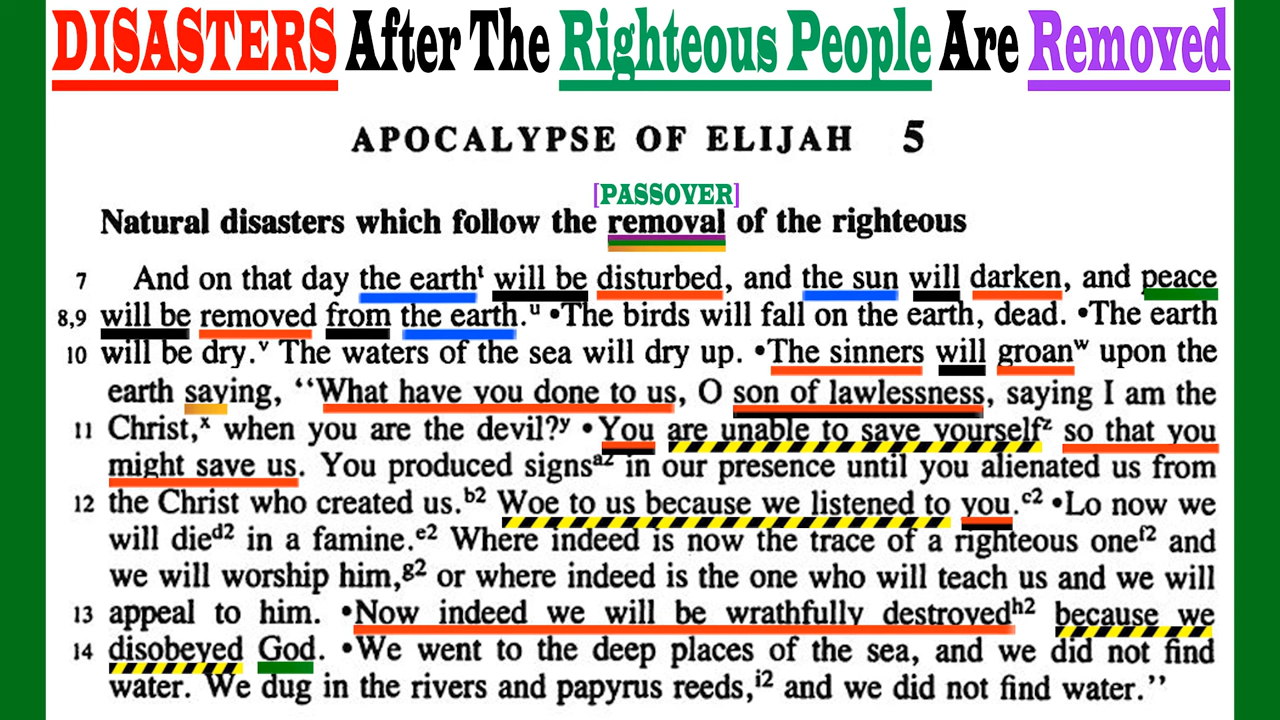 DISASTERS After The Righteous People Are Removed
APOCALYPSE OF ELIJAH 5
[PASSOVER]
Natural disasters which follow the removal of the righteous
7 And on that day the earthᵗ will be disturbed, and the sun will darken, and peace
8,9 will be removed from the earth.ᵘ •The birds will fall on the earth, dead. •The earth
10 will be dry.ᵛ The waters of the sea will dry up. •The sinners will groanʷ upon the
earth saying, “What have you done to us, O son of lawlessness, saying I am the
11 Christ,ˣ when you are the devil?ʸ •You are unable to save yourselfᶻ so that you
might save us. You produced signsᵃ² in our presence until you alienated us from
12 the Christ who created us.ᵇ² Woe to us because we listened to you.ᶜ² •Lo now we
will dieᵈ² in a famine.ᵉ² Where indeed is now the trace of a righteous oneᶠ² and
we will worship him,ᵍ² or where indeed is the one who will teach us and we will
13 appeal to him. •Now indeed we will be wrathfully destroyedʰ² because we
14 disobeyed God. •We went to the deep places of the sea, and we did not find
water. We dug in the rivers and papyrus reeds,ⁱ² and we did not find water.”